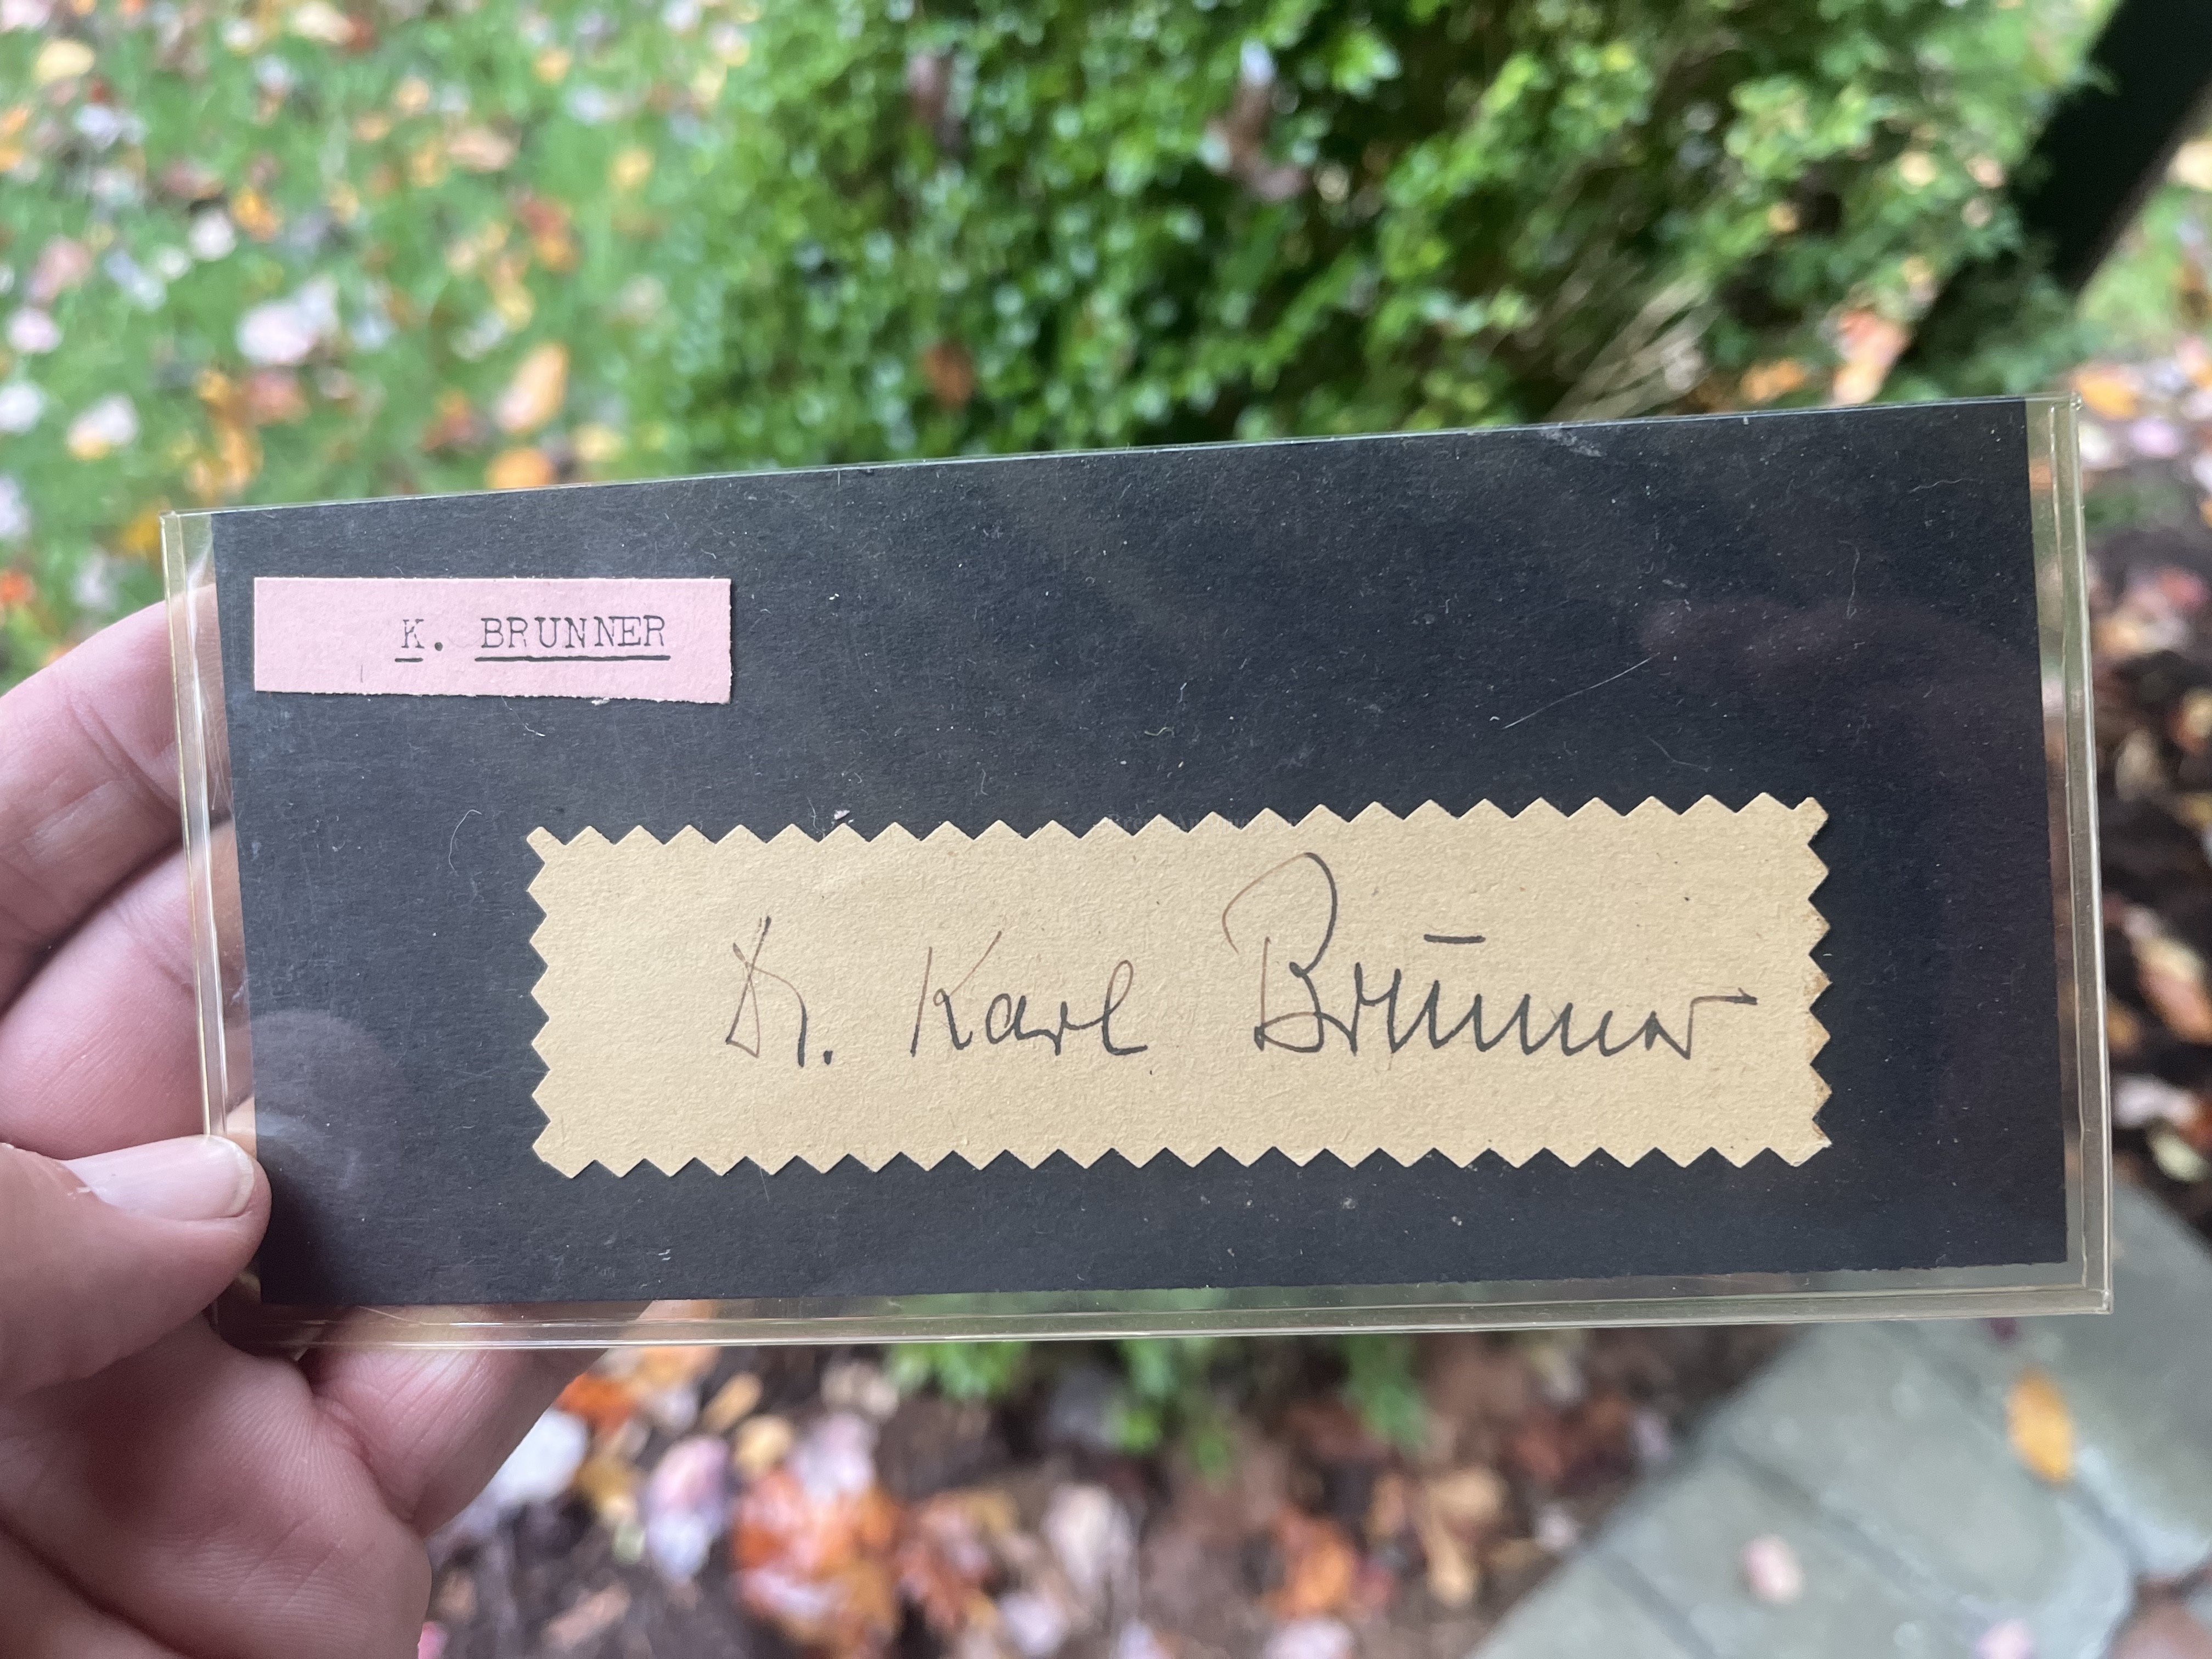 K. BRUNNER
Dr. Karl Brunner